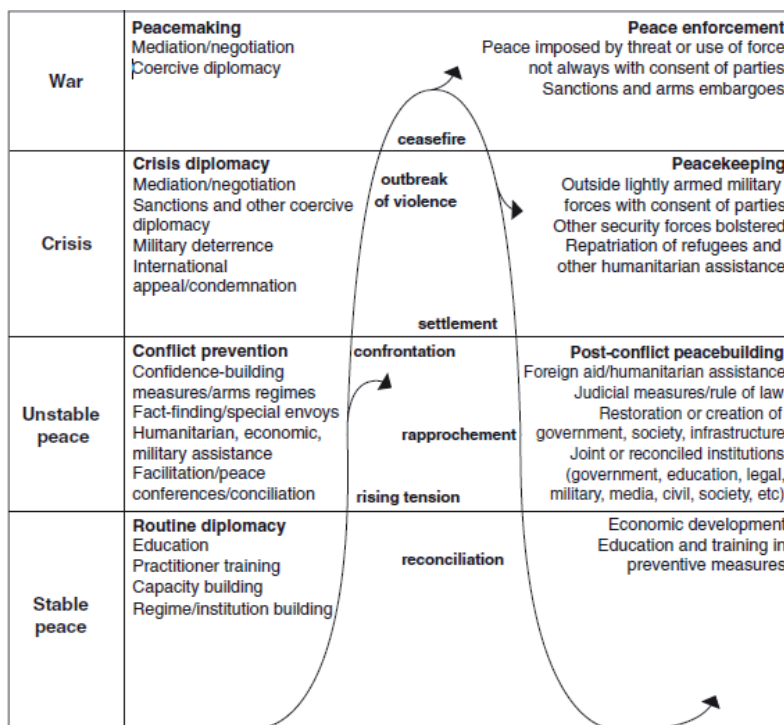 War
Peacemaking
Mediation/negotiation
Coercive diplomacy
Peace enforcement
Peace imposed by threat or use of force
not always with consent of parties
Sanctions and arms embargoes
ceasefire
Crisis
Crisis diplomacy
Mediation/negotiation
Sanctions and other coercive
diplomacy
Military deterrence
International
appeal/condemnation
outbreak
of violence
Peacekeeping
Outside lightly armed military
forces with consent of parties
Other security forces bolstered
Repatriation of refugees and
other humanitarian assistance
settlement
Unstable
peace
Conflict prevention
Confidence-building
measures/arms regimes
Fact-finding/special envoys
Humanitarian, economic,
military assistance
Facilitation/peace
conferences/conciliation
confrontation
rapprochement
rising tension
Post-conflict peacebuilding
Foreign aid/humanitarian assistance
Judicial measures/rule of law
Restoration or creation of
government, society, infrastructure
Joint or reconciled institutions
(government, education, legal,
military, media, civil, society, etc)
Stable
peace
Routine diplomacy
Education
Practitioner training
Capacity building
Regime/institution building
reconciliation
Economic development
Education and training in
preventive measures